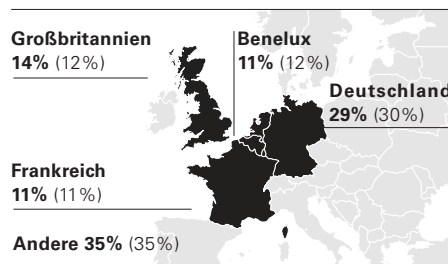 Großbritannien
14% (12%)
Benelux
11% (12%)
Deutschland
29% (30%)
Frankreich
11% (11%)
Andere 35% (35%)